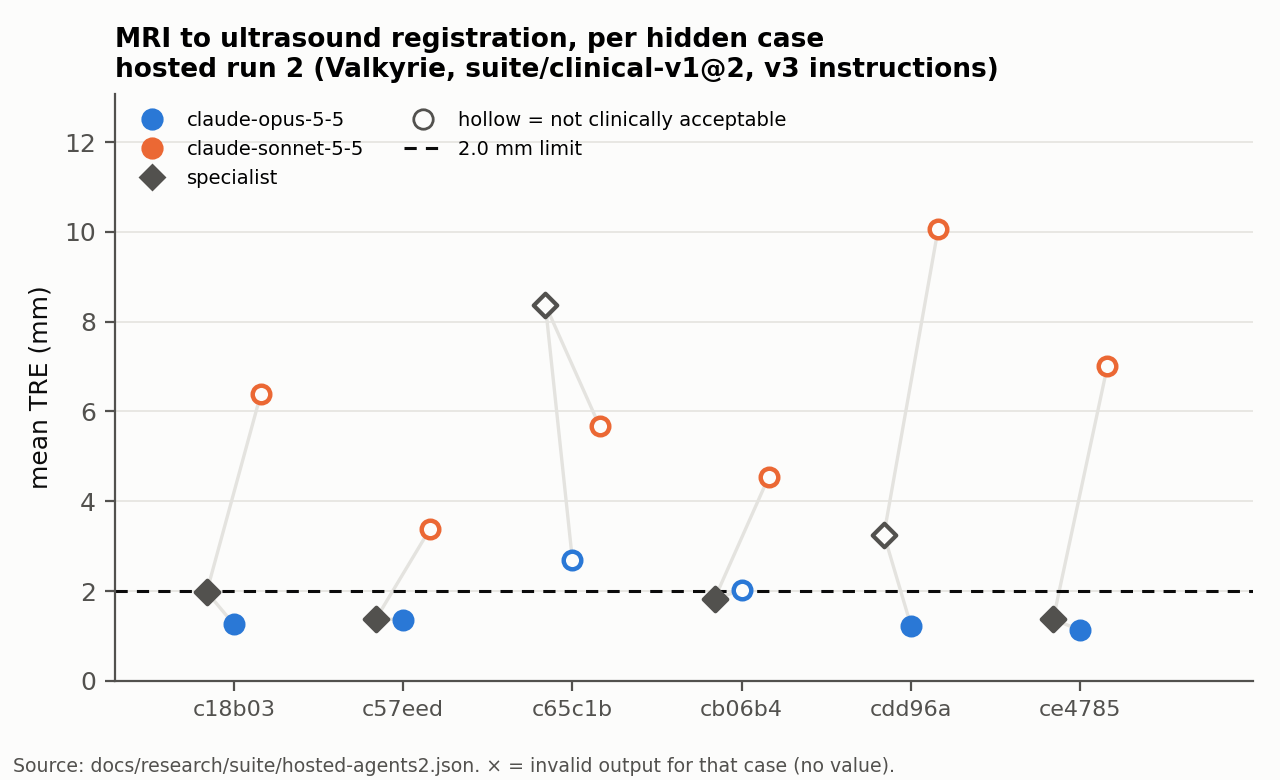 MRI to ultrasound registration, per hidden case
hosted run 2 (Valkyrie, suite/clinical-v1@2, v3 instructions)
claude-opus-5-5
claude-sonnet-5-5
specialist
hollow = not clinically acceptable
2.0 mm limit
mean TRE (mm)
12
10
8
6
4
2
0
c18b03
c57eed
c65c1b
cb06b4
cdd96a
ce4785
Source: docs/research/suite/hosted-agents2.json. × = invalid output for that case (no value).